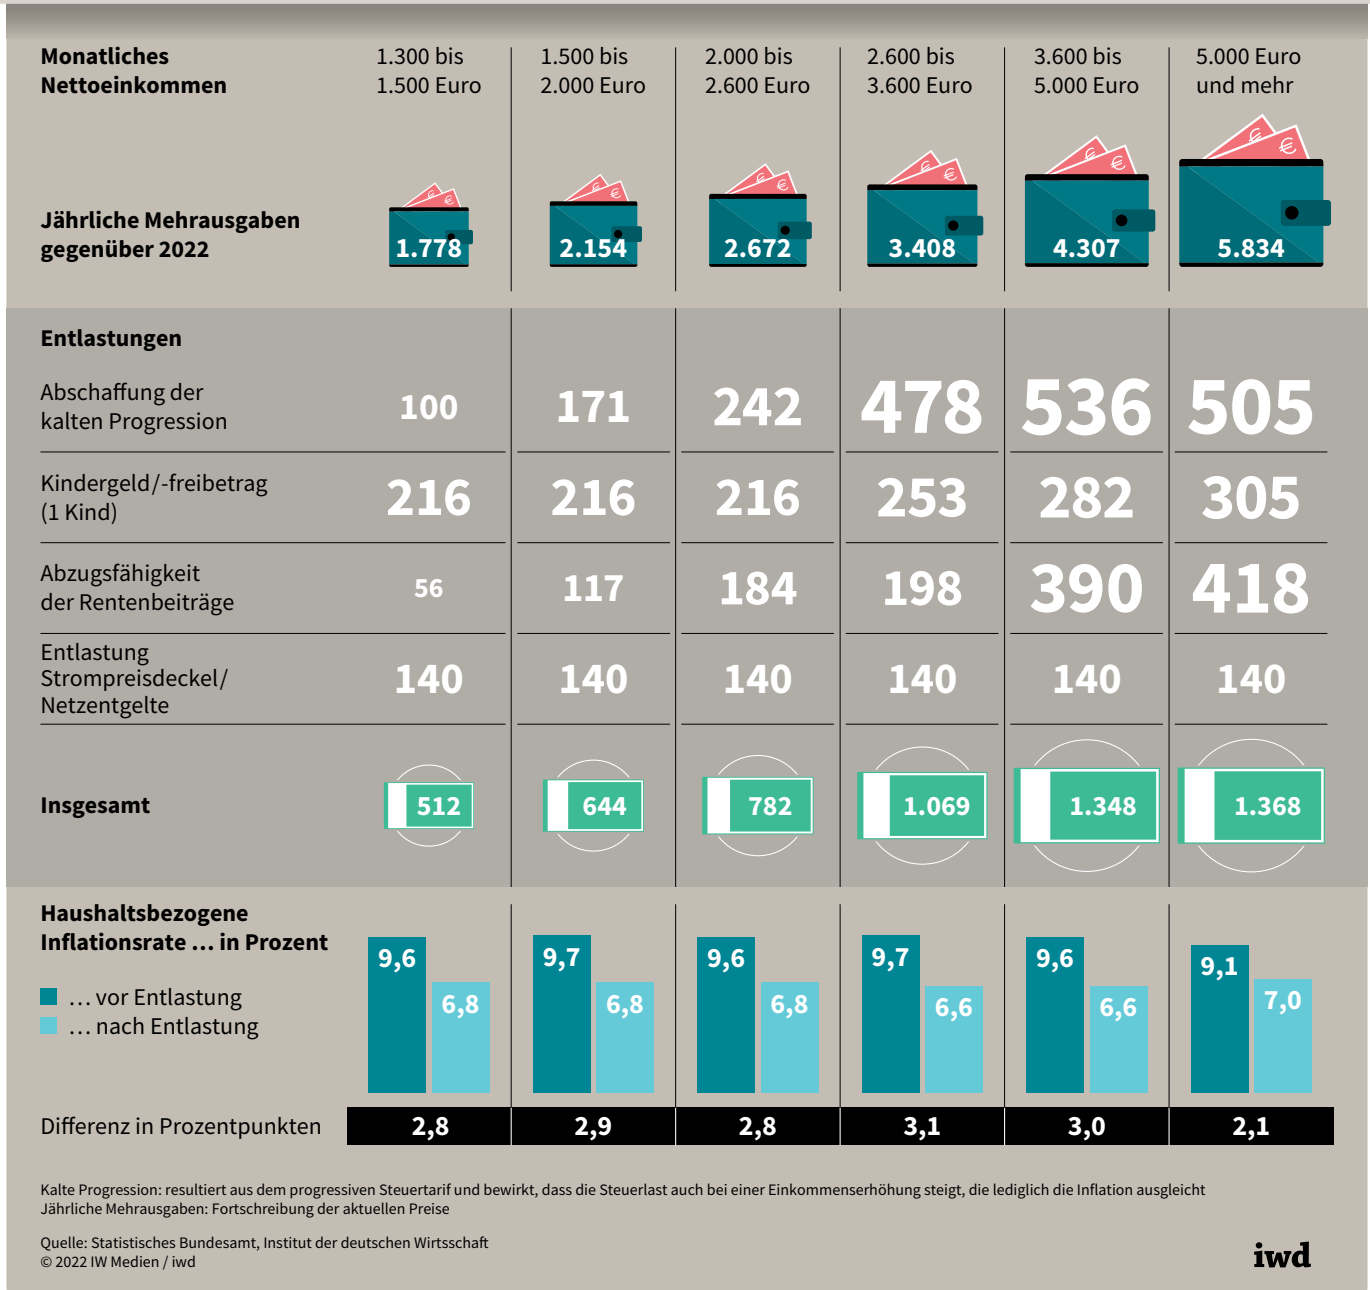 Monatliches
Nettoeinkommen
1.300 bis
1.500 Euro
1.500 bis
2.000 Euro
2.000 bis
2.600 Euro
2.600 bis
3.600 Euro
3.600 bis
5.000 Euro
5.000 Euro
und mehr
Jährliche Mehrausgaben
gegenüber 2022
€ € € € € € € € € € € €
1.778 2.154 2.672 3.408 4.307 5.834
Entlastungen
Abschaffung der
kalten Progression
100 171 242 478 536 505
Kindergeld/-freibetrag
(1 Kind)
216 216 216 253 282 305
Abzugsfähigkeit
der Rentenbeiträge
56 117 184 198 390 418
Entlastung
Strompreisdeckel/
Netzentgelte
140 140 140 140 140 140
Insgesamt
512 644 782 1.069 1.348 1.368
Haushaltsbezogene
Inflationsrate … in Prozent
… vor Entlastung
… nach Entlastung
9,6 6,8 9,7 6,8 9,6 6,8 9,7 6,6 9,6 6,6 9,1 7,0
Differenz in Prozentpunkten
2,8 2,9 2,8 3,1 3,0 2,1
Kalte Progression: resultiert aus dem progressiven Steuertarif und bewirkt, dass die Steuerlast auch bei einer Einkommenserhöhung steigt, die lediglich die Inflation ausgleicht
Jährliche Mehrausgaben: Fortschreibung der aktuellen Preise
Quelle: Statistisches Bundesamt, Institut der deutschen Wirtsschaft
© 2022 IW Medien / iwd
iwd